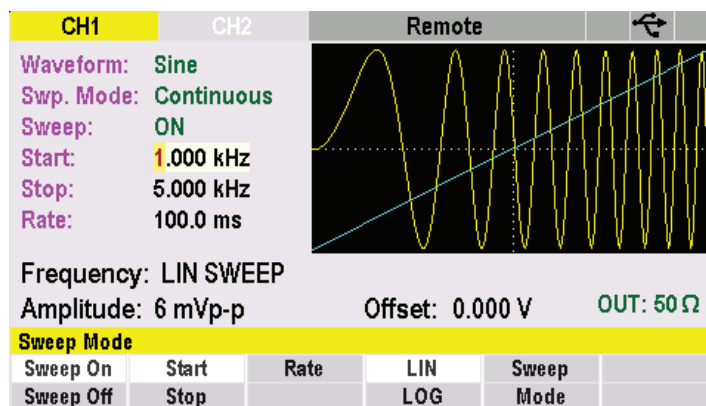 CH1 CH2 Remote
Waveform: Sine
Swp. Mode: Continuous
Sweep: ON
Start: 1.000 kHz
Stop: 5.000 kHz
Rate: 100.0 ms
Frequency: LIN SWEEP
Amplitude: 6 mVp-p Offset: 0.000 V OUT: 50 Ω
Sweep Mode
Sweep On Start Rate LIN Sweep
Sweep Off Stop LOG Mode